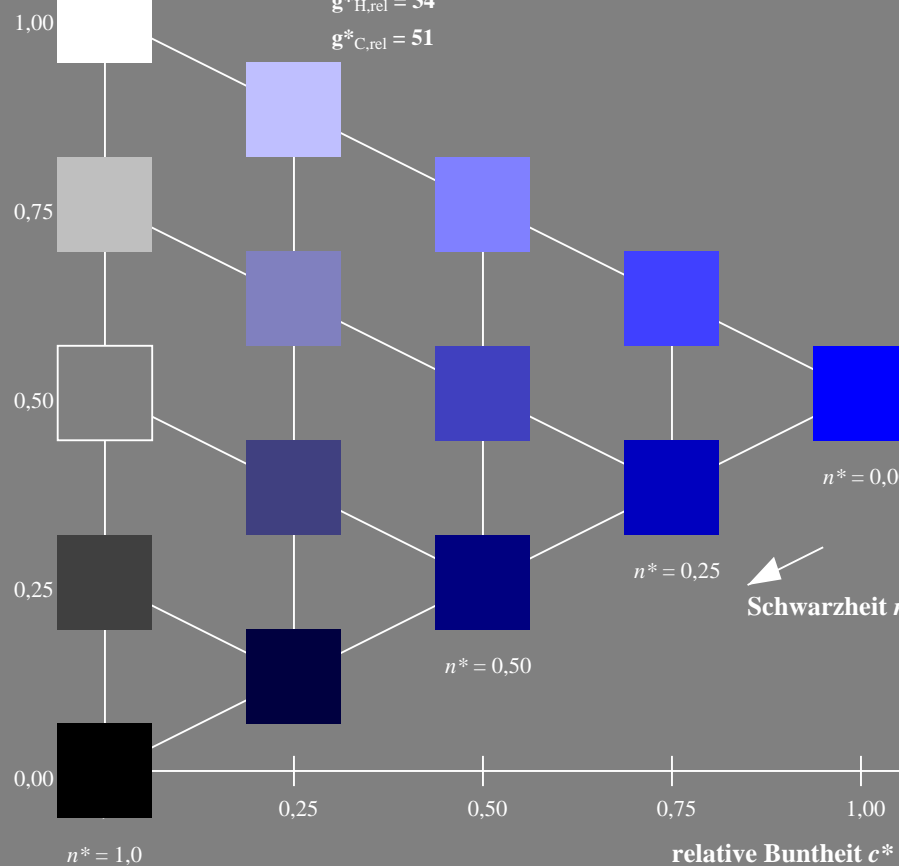 g*H,rel = 54
1,00
g*C,rel = 51
0,75
0,50
n* = 0,0
n* = 0,25
0,25
Schwarzheit n
n* = 0,50
0,00
0,25
0,50
0,75
1,00
n* = 1,0
relative Buntheit c*